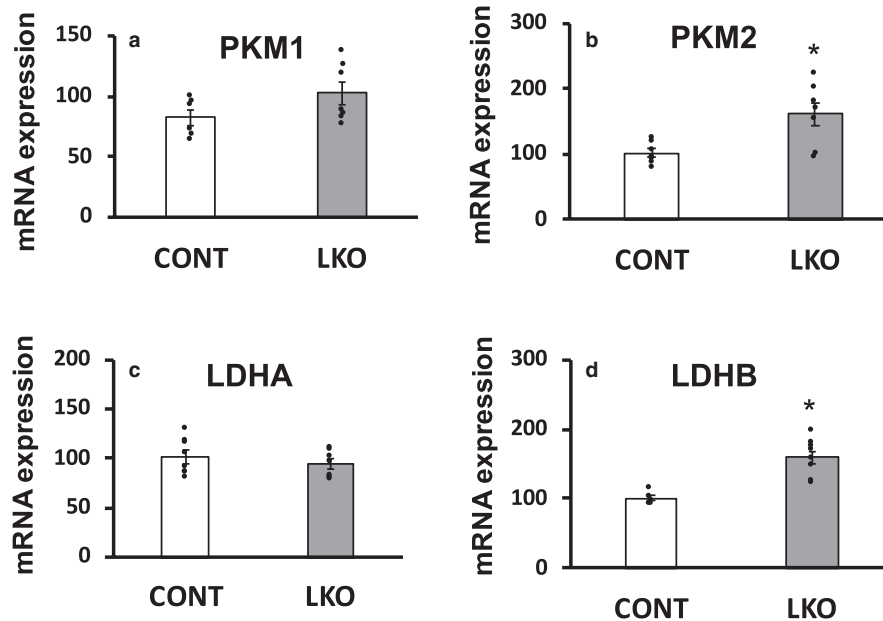 a PKM1
mRNA expression
150
100
50
0
CONT LKO
b PKM2
mRNA expression
300
200
100
0
*
CONT LKO
c LDHA
mRNA expression
200
150
100
50
0
CONT LKO
d LDHB
mRNA expression
300
200
100
0
*
CONT LKO